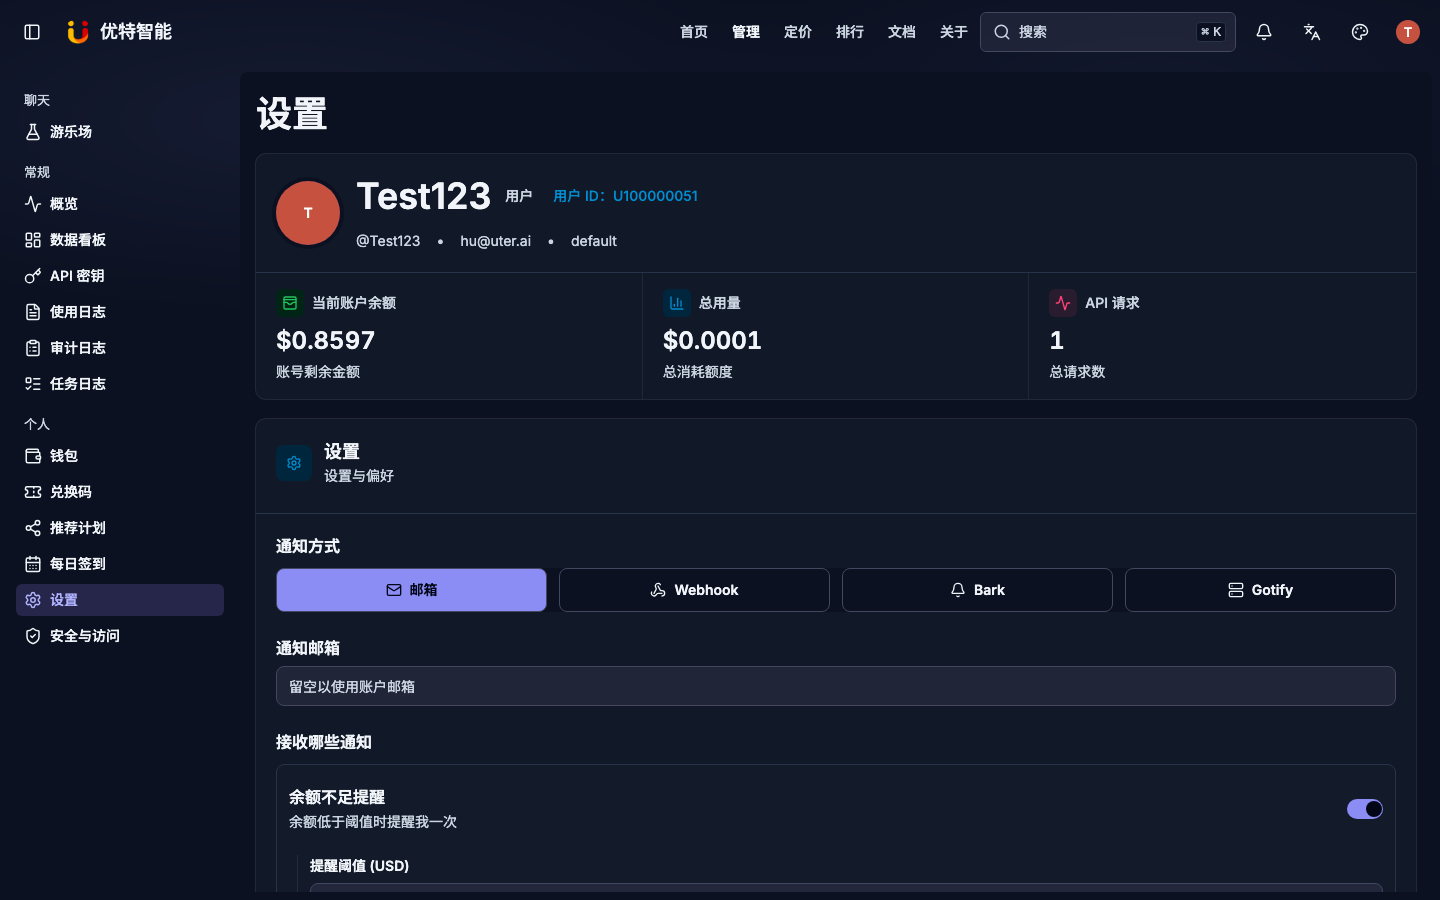 优特智能
首页
管理
定价
排行
文档
关于
搜索
⌘ K
T
聊天
游乐场
常规
概览
数据看板
API 密钥
使用日志
审计日志
任务日志
个人
钱包
兑换码
推荐计划
每日签到
设置
安全与访问
设置
T
Test123 用户 用户 ID：U100000051
@Test123 • hu@uter.ai • default
当前账户余额
$0.8597
账号剩余金额
总用量
$0.0001
总消耗额度
API 请求
1
总请求数
设置
设置与偏好
通知方式
邮箱
Webhook
Bark
Gotify
通知邮箱
留空以使用账户邮箱
接收哪些通知
余额不足提醒
余额低于阈值时提醒我一次
提醒阈值 (USD)